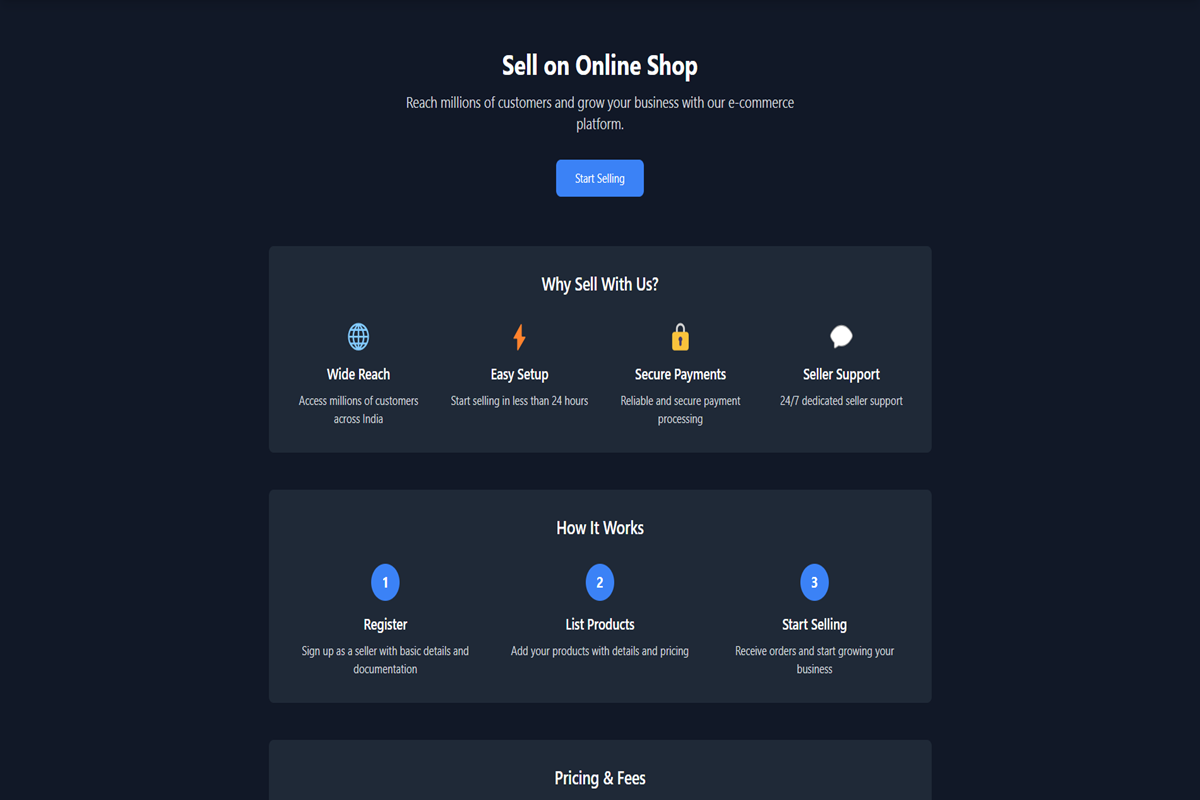 Sell on Online Shop
Reach millions of customers and grow your business with our e-commerce
platform.
Start Selling
Why Sell With Us?
Wide Reach
Access millions of customers
across India
Easy Setup
Start selling in less than 24 hours
Secure Payments
Reliable and secure payment
processing
Seller Support
24/7 dedicated seller support
How It Works
1
Register
Sign up as a seller with basic details and
documentation
2
List Products
Add your products with details and pricing
3
Start Selling
Receive orders and start growing your
business
Pricing & Fees